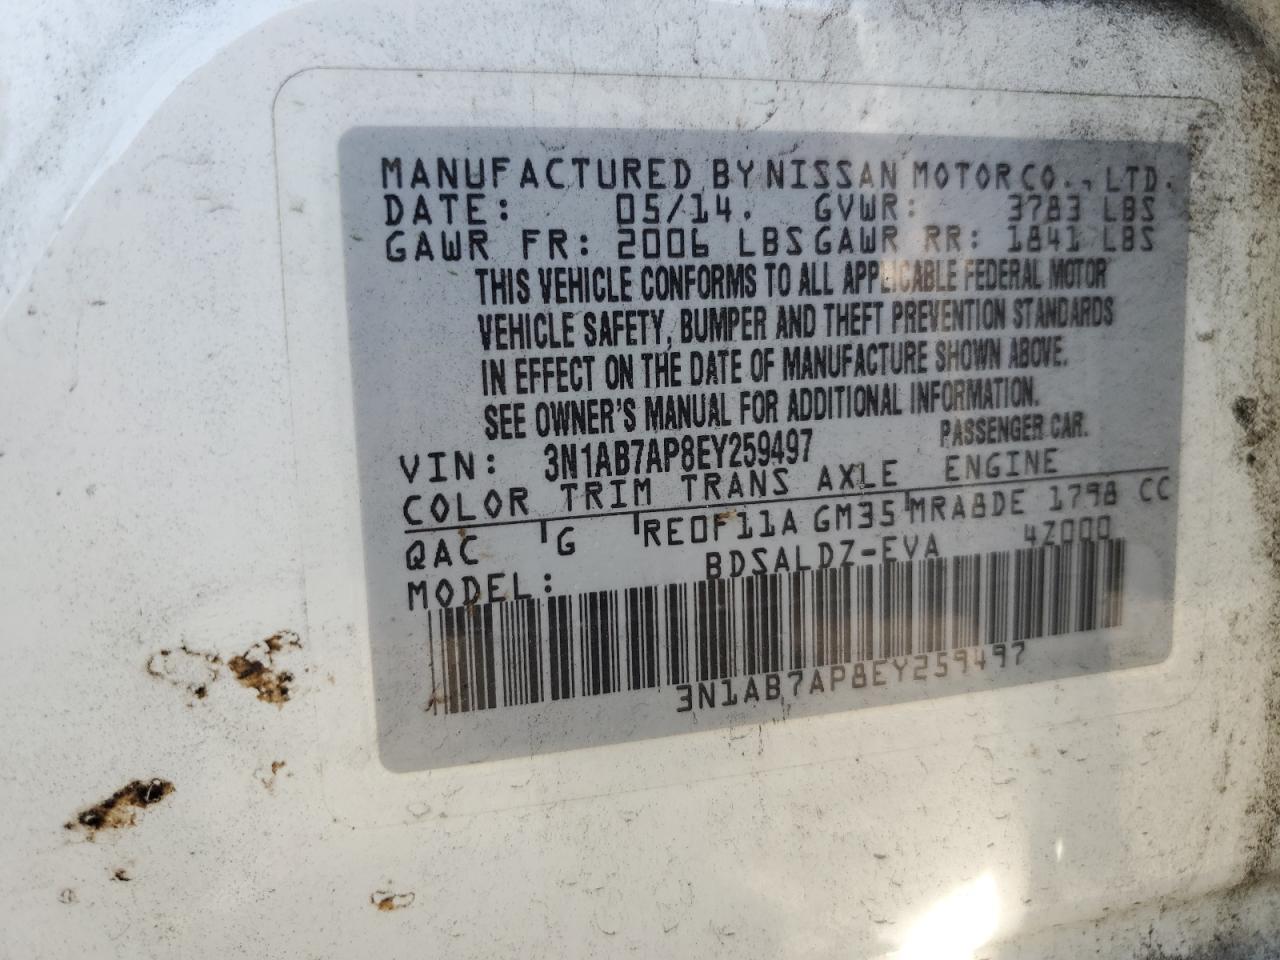 MANUFACTURED BY NISSAN MOTOR CO., LTD.
DATE: 05/14. GVWR: 3783 LBS
GAWR FR: 2006 LBS GAWR RR: 1841 LBS
THIS VEHICLE CONFORMS TO ALL APPLICABLE FEDERAL MOTOR
VEHICLE SAFETY, BUMPER AND THEFT PREVENTION STANDARDS
IN EFFECT ON THE DATE OF MANUFACTURE SHOWN ABOVE.
SEE OWNER'S MANUAL FOR ADDITIONAL INFORMATION.
VIN: 3N1AB7AP8EY259497 PASSENGER CAR.
COLOR TRIM TRANS AXLE ENGINE
QAC G RE0F11A GM35 MRA8DE 1798 CC
MODEL: BDSALDZ-EVA 4Z000
3N1AB7AP8EY259497